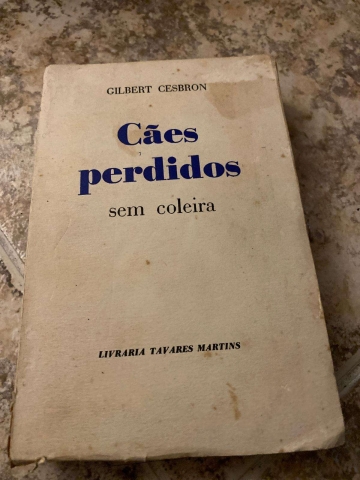 GILBERT CESBRON
Cães
perdidos
sem coleira
LIVRARIA TAVARES MARTINS